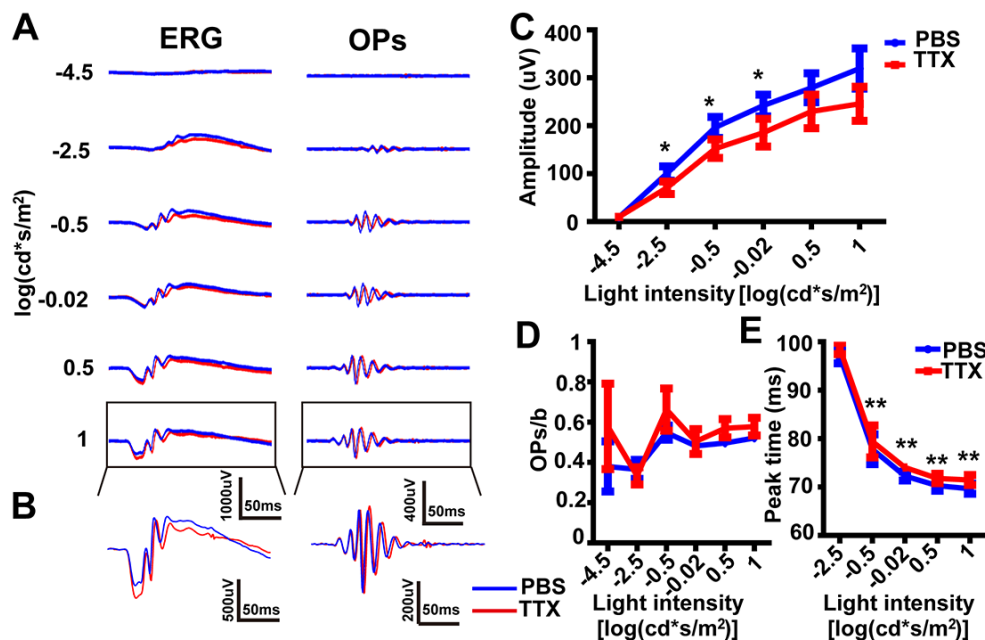 A
ERG
OPs
log(cd*s/m²)
-4.5
-2.5
-0.5
-0.02
0.5
1
1000uV
50ms
400uV
50ms
B
500uV
50ms
200uV
50ms
PBS
TTX
C
PBS
TTX
Amplitude (uV)
400
300
200
100
0
*
*
*
-4.5
-2.5
-0.5
-0.02
0.5
1
Light intensity [log(cd*s/m²)]
D
OPs/b
1
0.8
0.6
0.4
0.2
0
-4.5
-2.5
-0.5
-0.02
0.5
1
Light intensity
[log(cd*s/m²)]
E
PBS
TTX
Peak time (ms)
100
90
80
70
60
**
**
**
**
-2.5
-0.5
-0.02
0.5
1
Light intensity
[log(cd*s/m²)]